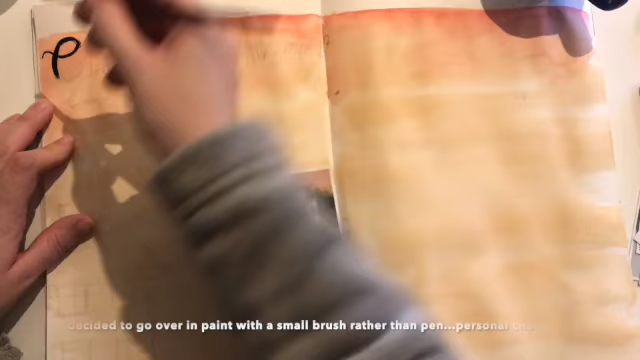 P
decided to go over in paint with a small brush rather than pen...personal